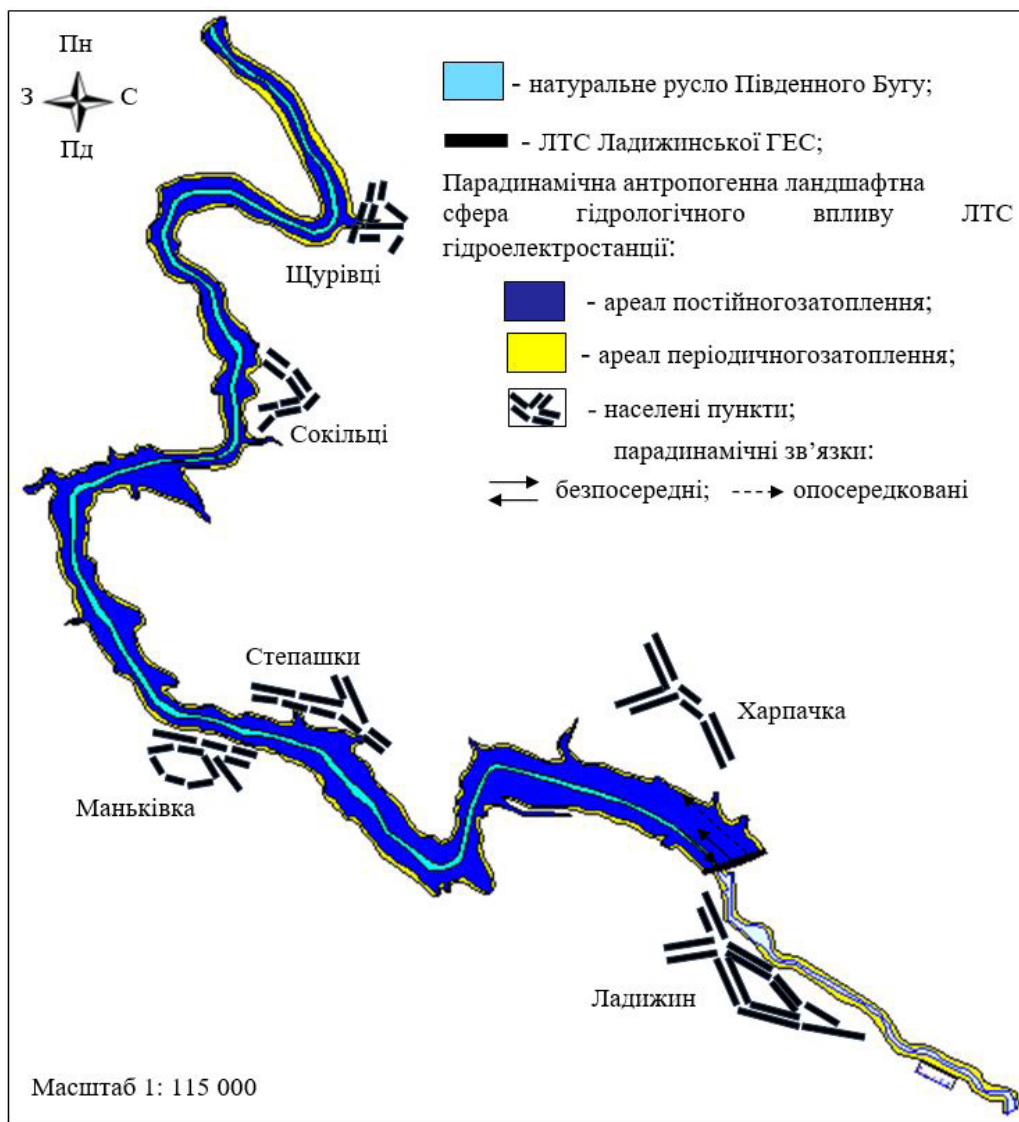 Пн
З С
Пд
- натуральне русло Південного Бугу;
- ЛТС Ладижинської ГЕС;
Парадинамічна антропогенна ландшафтна
сфера гідрологічного впливу ЛТС
гідроелектростанції:
- ареал постійногозатоплення;
- ареал періодичногозатоплення;
- населені пункти;
парадинамічні зв’язки:
безпосередні; опосередковані
Щурівці
Сокільці
Степашки
Харпачка
Маньківка
Ладижин
Масштаб 1: 115 000